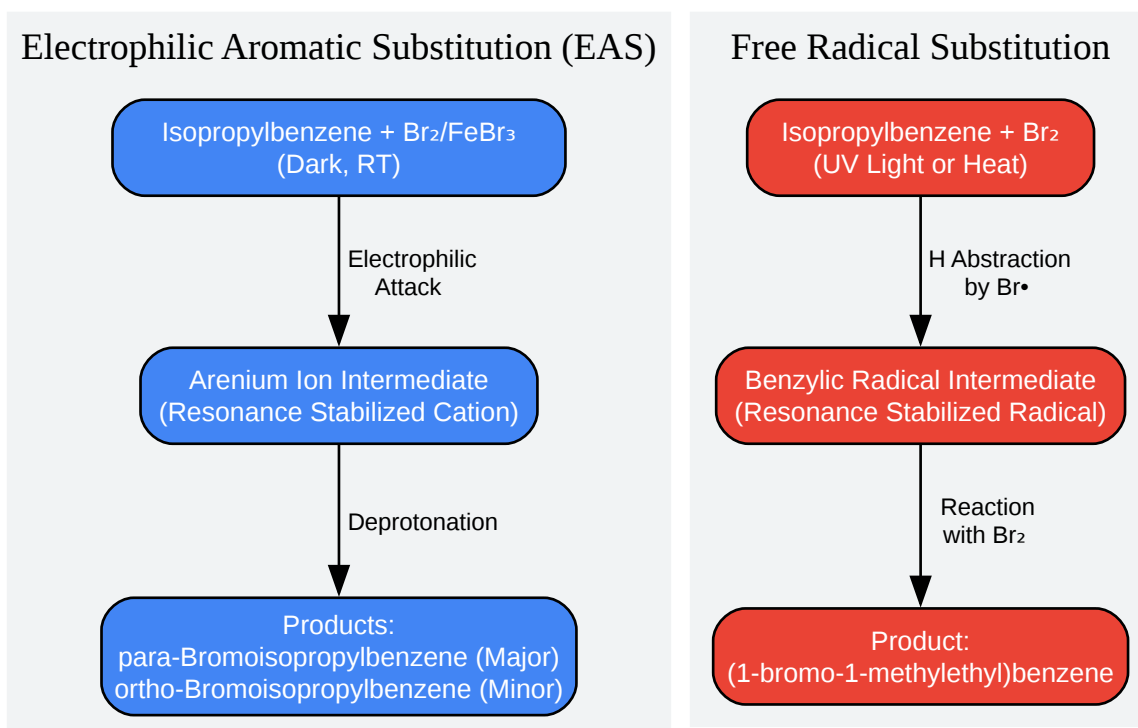 Electrophilic Aromatic Substitution (EAS)
Isopropylbenzene + Br₂/FeBr₃
(Dark, RT)
Electrophilic
Attack
Arenium Ion Intermediate
(Resonance Stabilized Cation)
Deprotonation
Products:
para-Bromoisopropylbenzene (Major)
ortho-Bromoisopropylbenzene (Minor)
Free Radical Substitution
Isopropylbenzene + Br₂
(UV Light or Heat)
H Abstraction
by Br•
Benzylic Radical Intermediate
(Resonance Stabilized Radical)
Reaction
with Br₂
Product:
(1-bromo-1-methylethyl)benzene